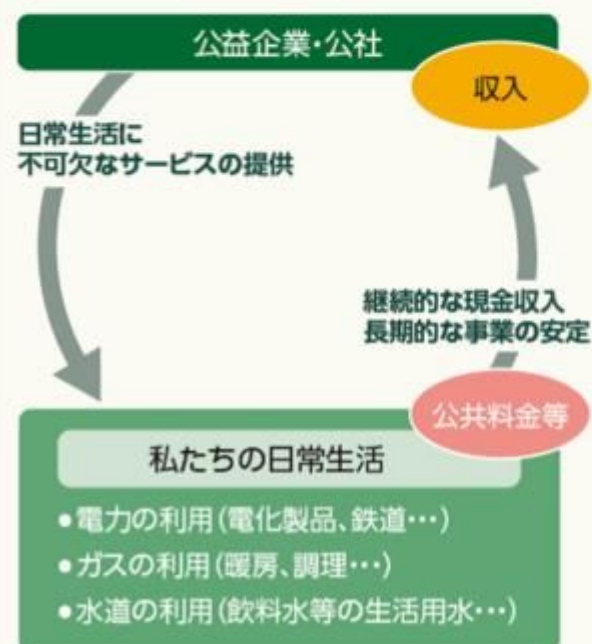 公益企業・公社
収入
日常生活に
不可欠なサービスの提供
継続的な現金収入
長期的な事業の安定
公共料金等
私たちの日常生活
●電力の利用(電化製品、鉄道・・・)
●ガスの利用(暖房、調理・・・)
●水道の利用(飲料水等の生活用水・・・)